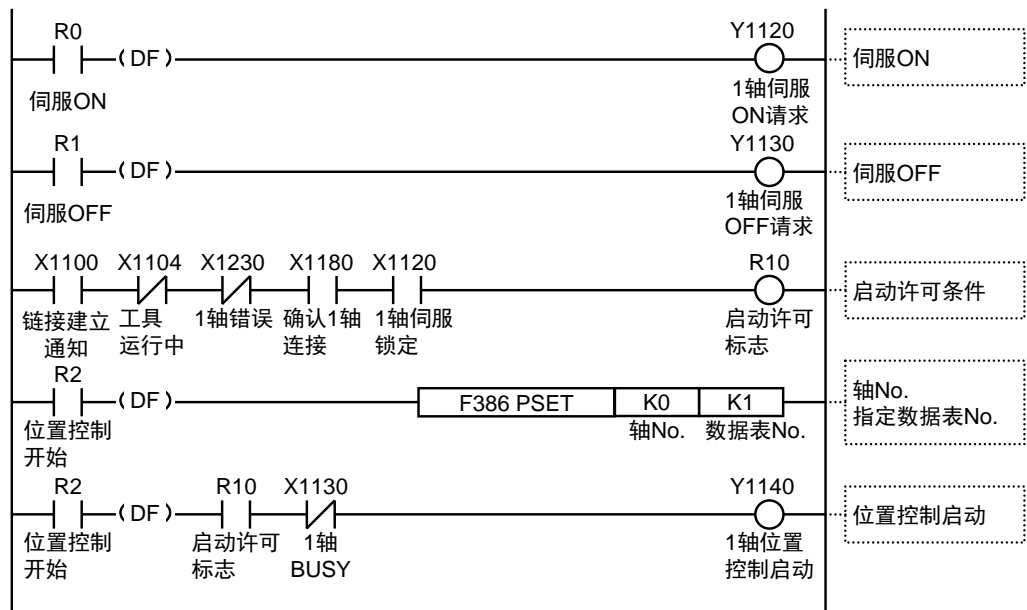 R0
Y1120
( DF )
伺服ON
伺服ON
1轴伺服
ON请求
R1
Y1130
( DF )
伺服OFF
伺服OFF
1轴伺服
OFF请求
X1100 X1104 X1230 X1180 X1120
R10
启动许可条件
链接建立
通知
工具
运行中
1轴错误
确认1轴
连接
1轴伺服
锁定
启动许可
标志
R2
( DF )
F386 PSET K0 K1
轴No.
指定数据表No.
位置控制
开始
轴No. 数据表No.
R2
R10 X1130
Y1140
( DF )
位置控制启动
位置控制
开始
启动许可
标志
1轴
BUSY
1轴位置
控制启动